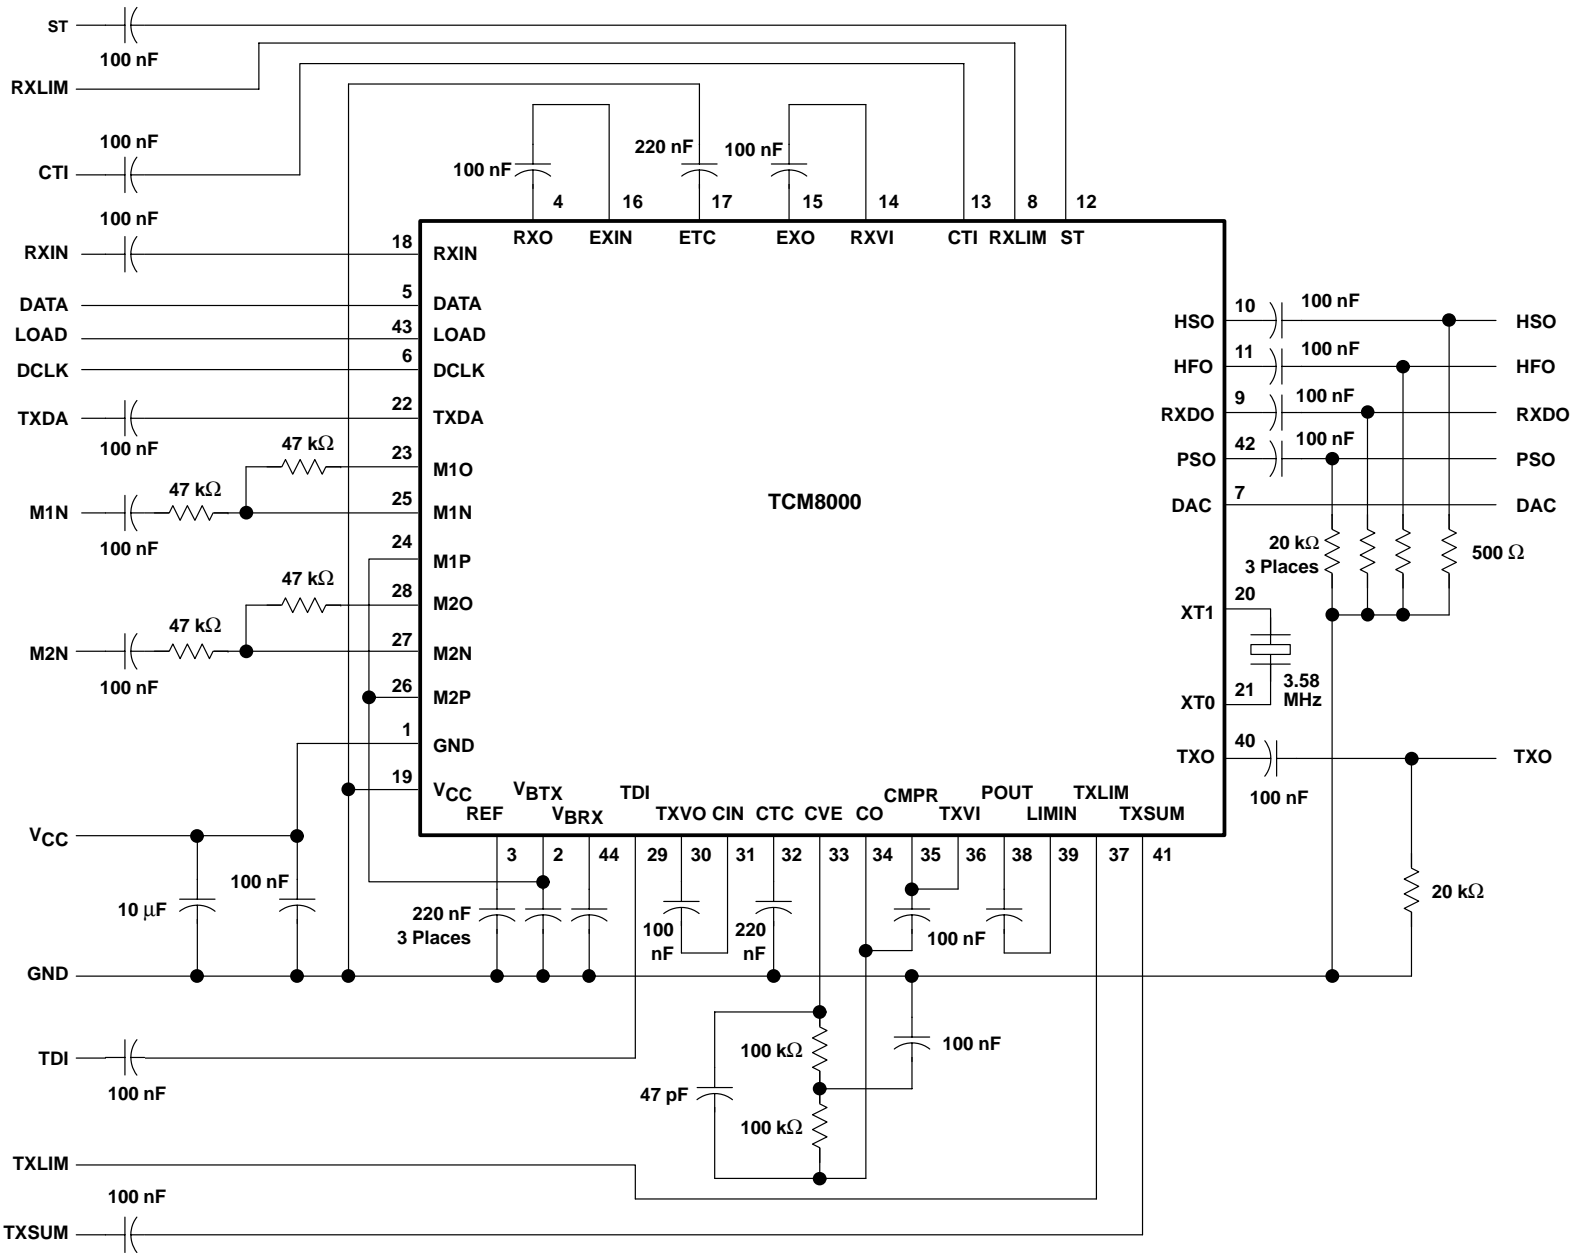 ST
100 nF
RXLIM
100 nF
CTI
100 nF
RXIN
DATA
LOAD
DCLK
TXDA
100 nF
47 kΩ
47 kΩ
M1N
100 nF
47 kΩ
47 kΩ
M2N
100 nF
VCC
10 μF
100 nF
GND
TDI
100 nF
TXLIM
100 nF
TXSUM
100 nF
220 nF
100 nF
4 16 17 15 14 13 8 12
RXO EXIN ETC EXO RXVI CTI RXLIM ST
18 RXIN
5 DATA
43 LOAD
6 DCLK
22 TXDA
23 M1O
25 M1N
24 M1P
28 M2O
27 M2N
26 M2P
1 GND
19 VCC
TCM8000
HSO 10 100 nF HSO
HFO 11 100 nF HFO
RXDO 9 100 nF RXDO
PSO 42 100 nF PSO
DAC 7 DAC
20 kΩ
3 Places
500 Ω
XT1 20
3.58
MHz
XT0 21
TXO 40 TXO
100 nF
20 kΩ
REF VBTX VBRX TDI TXVO CIN CTC CVE CO CMPR TXVI POUT LIMIN TXLIM TXSUM
3 2 44 29 30 31 32 33 34 35 36 38 39 37 41
220 nF
3 Places
100
nF
220
nF
100 nF
100 kΩ
100 nF
47 pF
100 kΩ